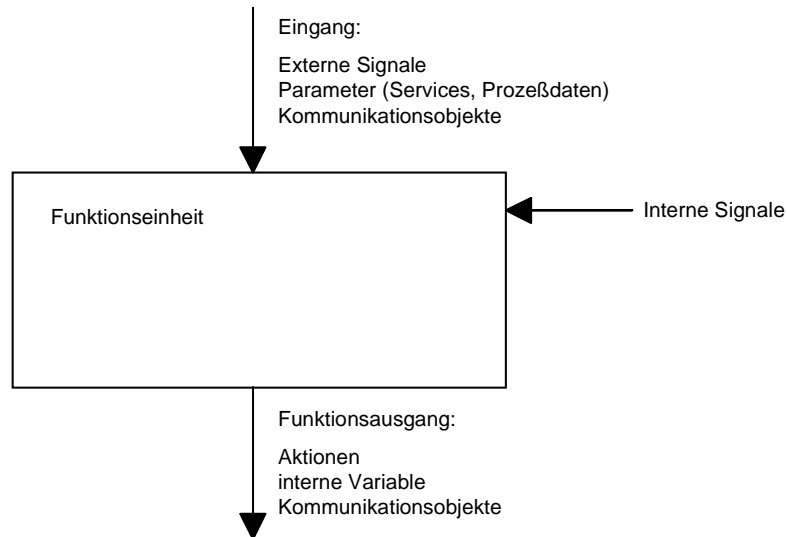 Eingang:
Externe Signale
Parameter (Services, Prozeßdaten)
Kommunikationsobjekte
Funktionseinheit
Interne Signale
Funktionsausgang:
Aktionen
interne Variable
Kommunikationsobjekte